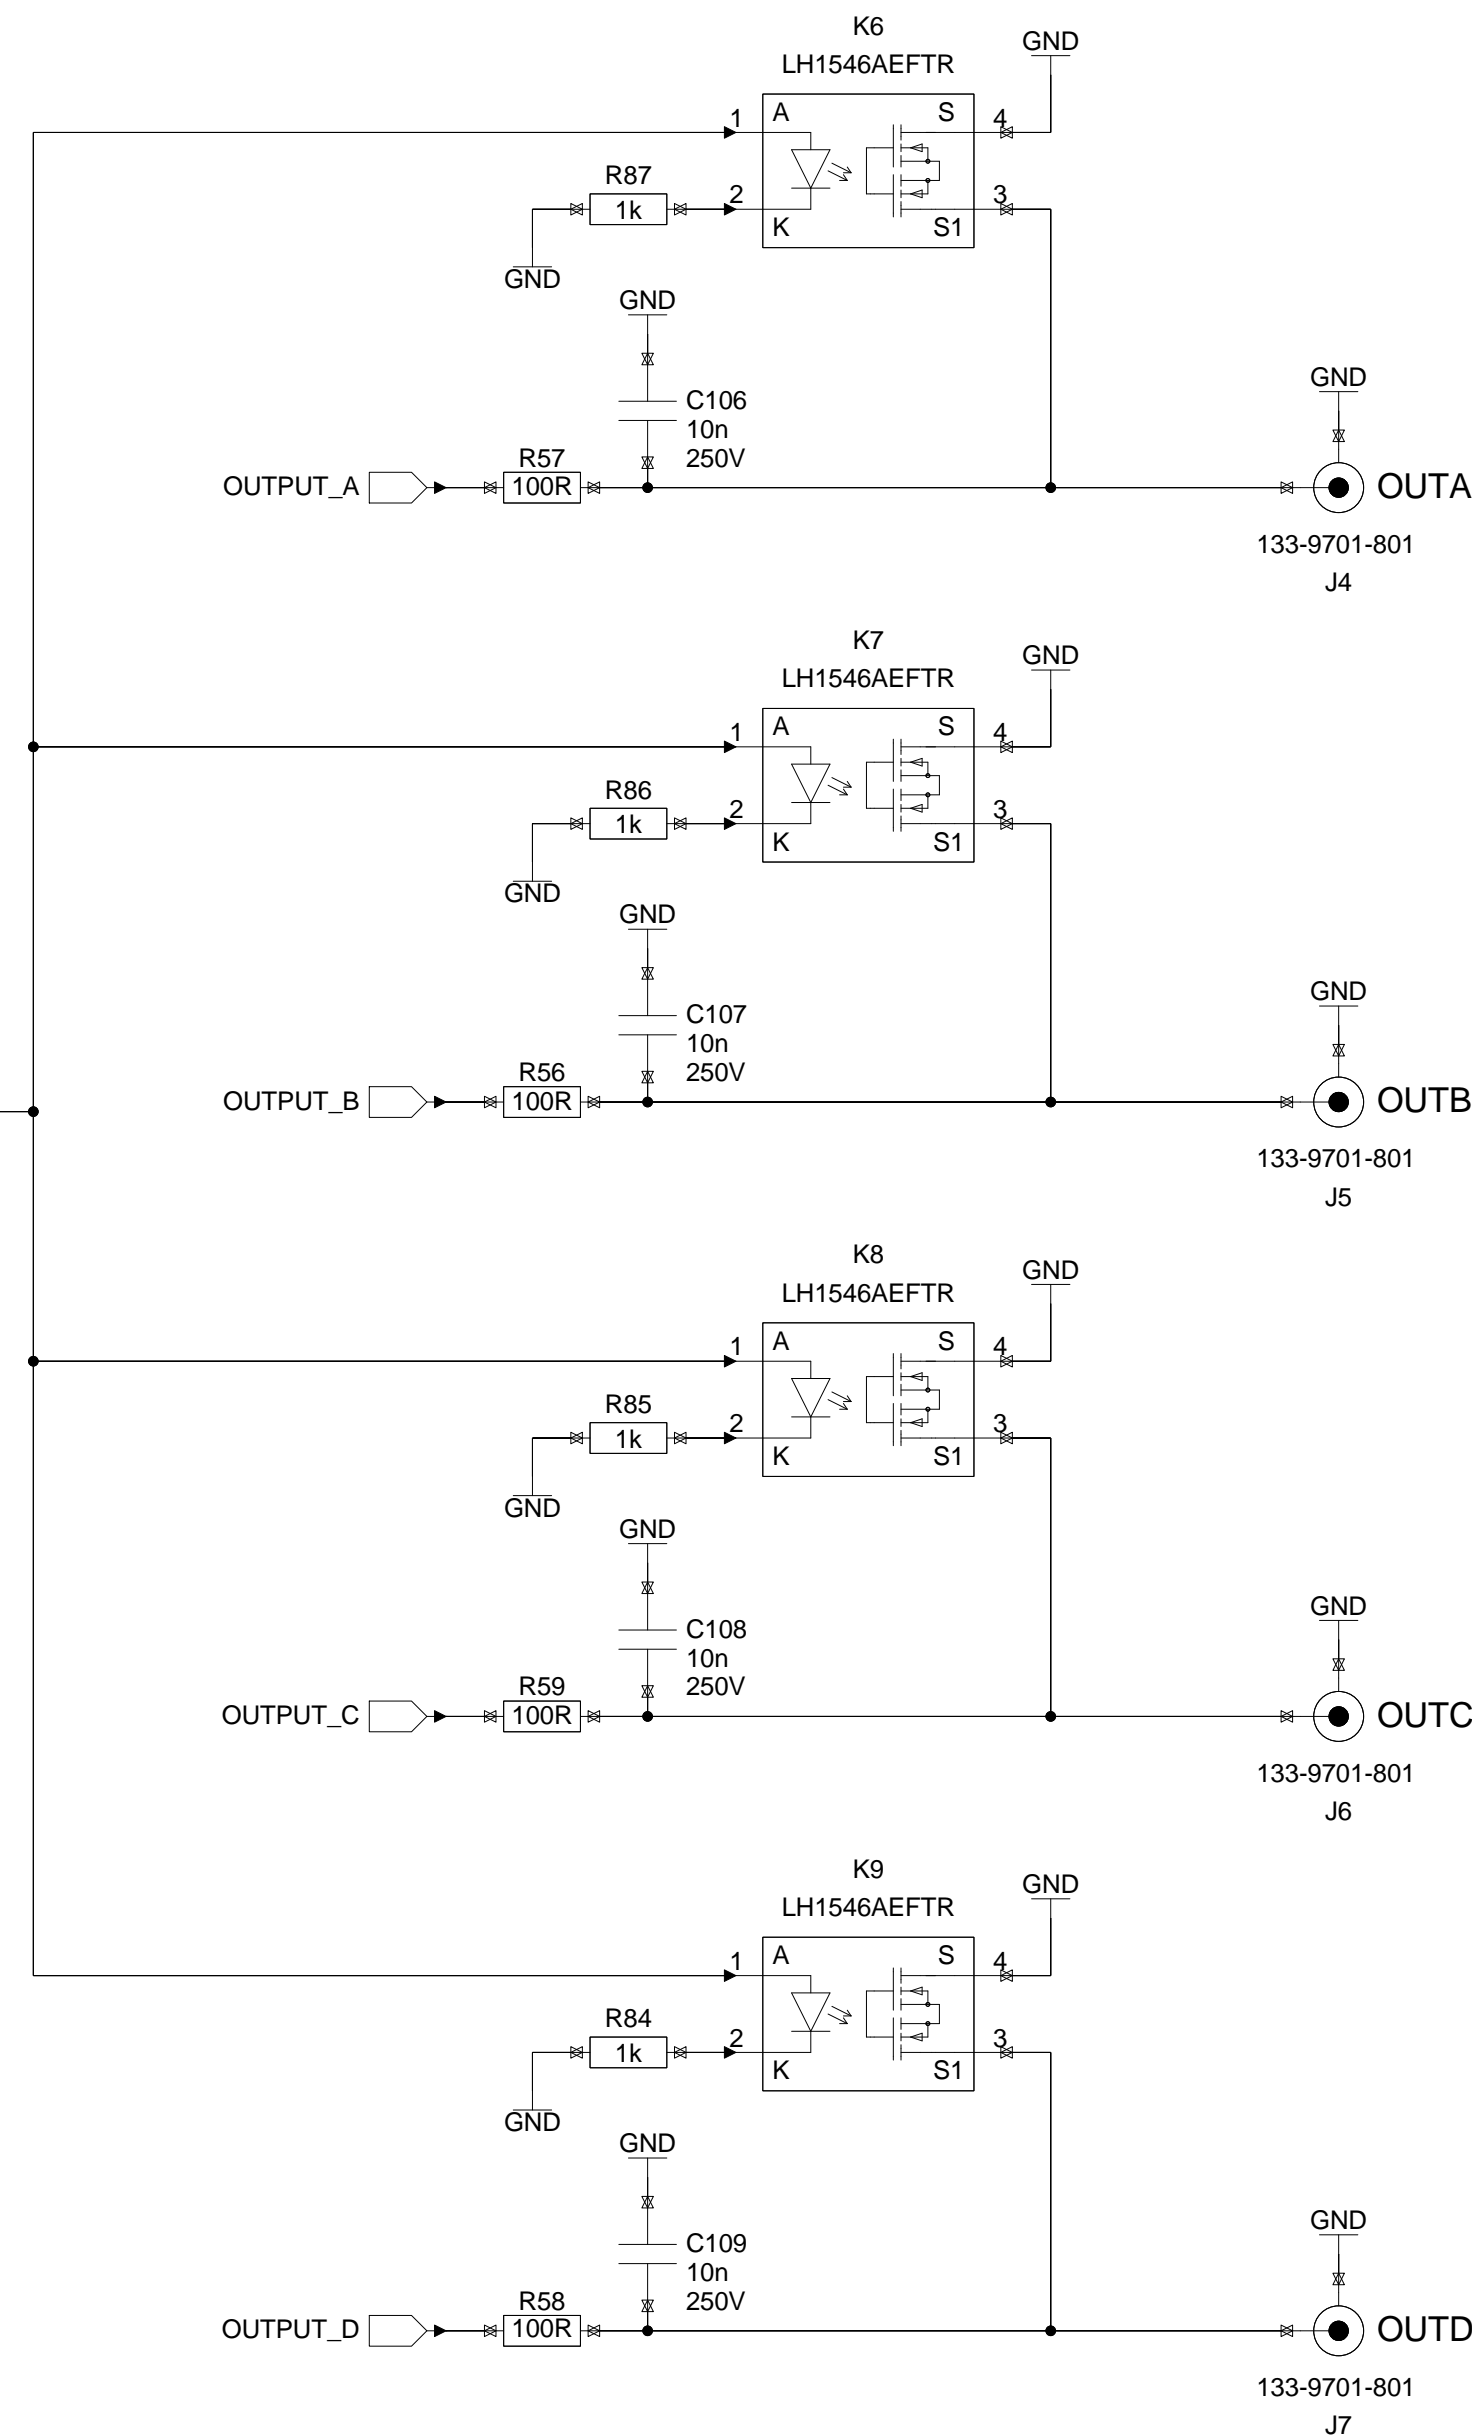 K6
LH1546AEFTR
GND
1
A
S
4
R87
1k
2
K
S1
3
GND
GND
C106
10n
250V
GND
OUTPUT_A
R57
100R
OUTA
133-9701-801
J4
K7
LH1546AEFTR
GND
1
A
S
4
R86
1k
2
K
S1
3
GND
GND
C107
10n
250V
GND
OUTPUT_B
R56
100R
OUTB
133-9701-801
J5
K8
LH1546AEFTR
GND
1
A
S
4
R85
1k
2
K
S1
3
GND
GND
C108
10n
250V
GND
OUTPUT_C
R59
100R
OUTC
133-9701-801
J6
K9
LH1546AEFTR
GND
1
A
S
4
R84
1k
2
K
S1
3
GND
GND
C109
10n
250V
GND
OUTPUT_D
R58
100R
OUTD
133-9701-801
J7